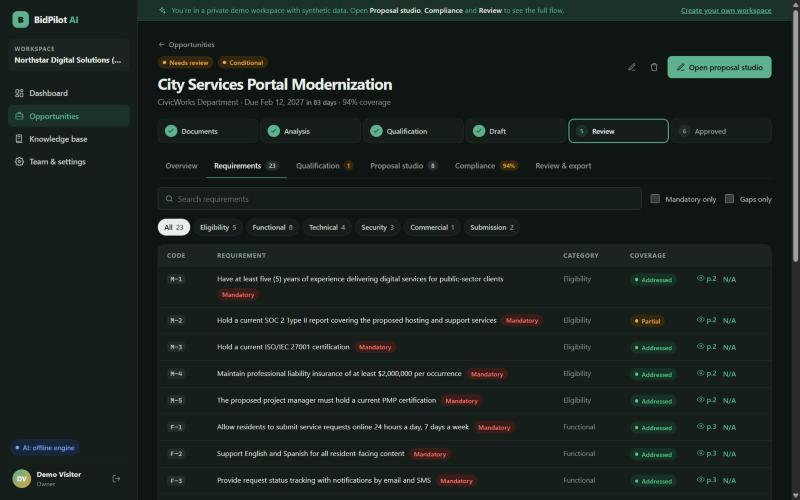 You're in a private demo workspace with synthetic data. Open Proposal studio, Compliance and Review to see the full flow.
Create your own workspace
B BidPilot AI
WORKSPACE
Northstar Digital Solutions (...
Dashboard
Opportunities
Knowledge base
Team & settings
AI: offline engine
DV Demo Visitor
Owner
← Opportunities
Needs review Conditional
City Services Portal Modernization
CivicWorks Department · Due Feb 12, 2027 in 83 days · 94% coverage
Open proposal studio
Documents Analysis Qualification Draft 5 Review 6 Approved
Overview Requirements 23 Qualification 1 Proposal studio 8 Compliance 94% Review & export
Search requirements
Mandatory only Gaps only
All 23 Eligibility 5 Functional 8 Technical 4 Security 3 Commercial 1 Submission 2
CODE REQUIREMENT CATEGORY COVERAGE
M-1 Have at least five (5) years of experience delivering digital services for public-sector clients Eligibility Addressed p.2 N/A
Mandatory
M-2 Hold a current SOC 2 Type II report covering the proposed hosting and support services Mandatory Eligibility Partial p.2 N/A
M-3 Hold a current ISO/IEC 27001 certification Mandatory Eligibility Addressed p.2 N/A
M-4 Maintain professional liability insurance of at least $2,000,000 per occurrence Mandatory Eligibility Addressed p.2 N/A
M-5 The proposed project manager must hold a current PMP certification Mandatory Eligibility Addressed p.2 N/A
F-1 Allow residents to submit service requests online 24 hours a day, 7 days a week Mandatory Functional Addressed p.3 N/A
F-2 Support English and Spanish for all resident-facing content Mandatory Functional Addressed p.3 N/A
F-3 Provide request status tracking with notifications by email and SMS Mandatory Functional Addressed p.3 N/A